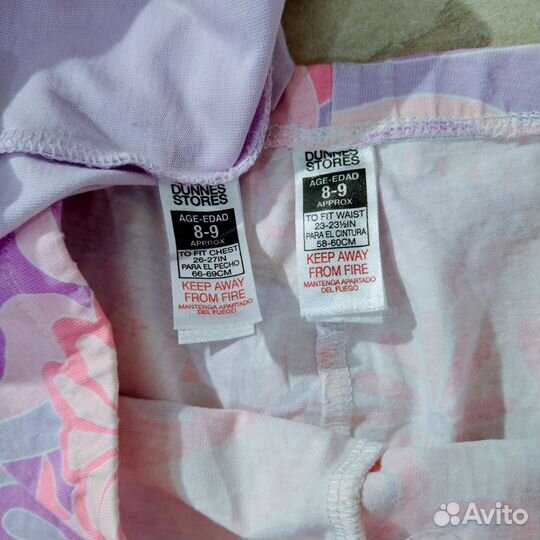 DUNNES
STORES
AGE-EDAD
8-9
APPROX
TO FIT CHEST
26-27IN
PARA EL PECHO
66-69CM
KEEP AWAY
FROM FIRE
MANTENGA APARTADO
DEL FUEGO
DUNNES
STORES
AGE-EDAD
8-9
APPROX
TO FIT WAIST
23-23½IN
PARA EL CINTURA
58-60CM
KEEP AWAY
FROM FIRE
MANTENGA APARTADO
DEL FUEGO
Avito